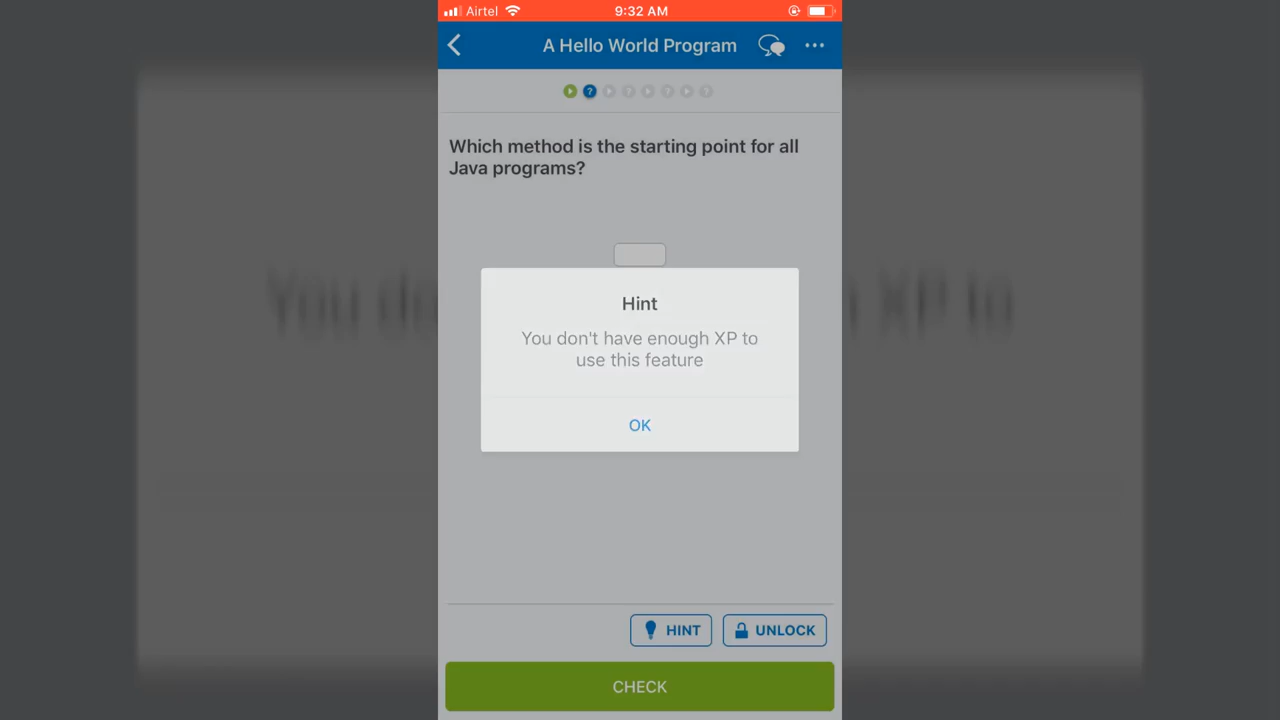 Airtel
9:32 AM
A Hello World Program
Which method is the starting point for all
Java programs?
Hint
You don't have enough XP to
use this feature
OK
HINT
UNLOCK
CHECK